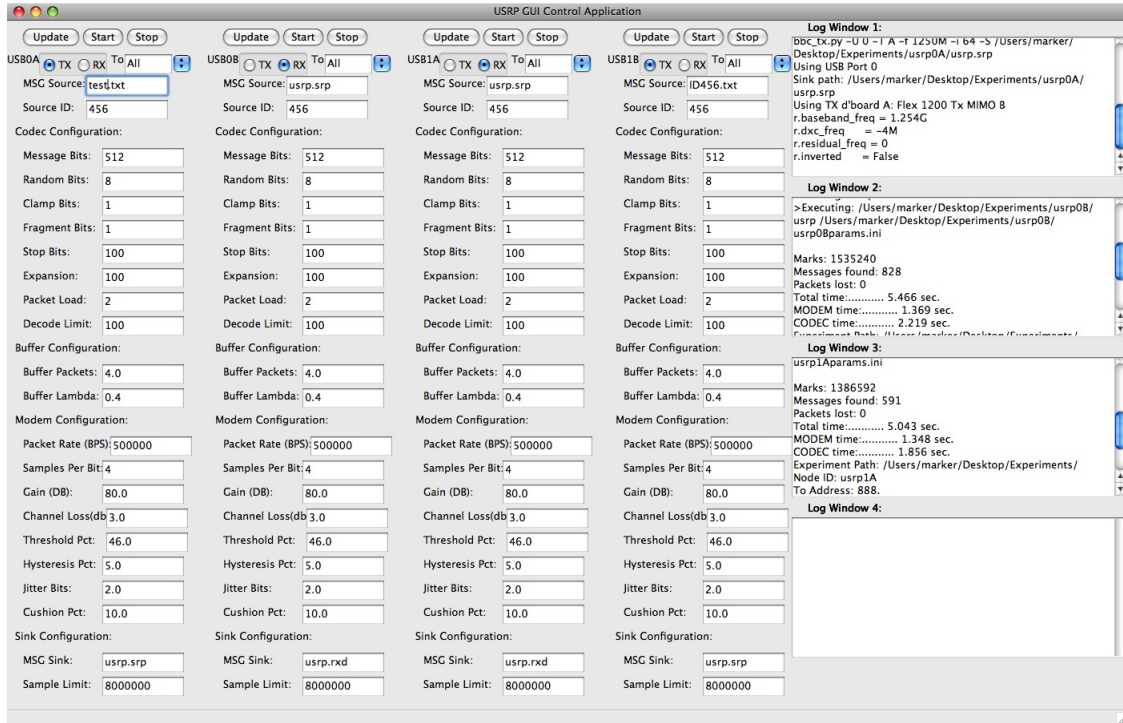 USRP GUI Control Application
Update Start Stop
USB0A TX RX To All
MSG Source: test.txt
Source ID: 456
Codec Configuration:
Message Bits: 512
Random Bits: 8
Clamp Bits: 1
Fragment Bits: 1
Stop Bits: 100
Expansion: 100
Packet Load: 2
Decode Limit: 100
Buffer Configuration:
Buffer Packets: 4.0
Buffer Lambda: 0.4
Modem Configuration:
Packet Rate (BPS): 500000
Samples Per Bit: 4
Gain (DB): 80.0
Channel Loss(db 3.0
Threshold Pct: 46.0
Hysteresis Pct: 5.0
Jitter Bits: 2.0
Cushion Pct: 10.0
Sink Configuration:
MSG Sink: usrp.srp
Sample Limit: 8000000
Update Start Stop
USB0B TX RX To All
MSG Source: usrp.srp
Source ID: 456
Codec Configuration:
Message Bits: 512
Random Bits: 8
Clamp Bits: 1
Fragment Bits: 1
Stop Bits: 100
Expansion: 100
Packet Load: 2
Decode Limit: 100
Buffer Configuration:
Buffer Packets: 4.0
Buffer Lambda: 0.4
Modem Configuration:
Packet Rate (BPS): 500000
Samples Per Bit: 4
Gain (DB): 80.0
Channel Loss(db 3.0
Threshold Pct: 46.0
Hysteresis Pct: 5.0
Jitter Bits: 2.0
Cushion Pct: 10.0
Sink Configuration:
MSG Sink: usrp.rxd
Sample Limit: 8000000
Update Start Stop
USB1A TX RX To All
MSG Source: usrp.srp
Source ID: 456
Codec Configuration:
Message Bits: 512
Random Bits: 8
Clamp Bits: 1
Fragment Bits: 1
Stop Bits: 100
Expansion: 100
Packet Load: 2
Decode Limit: 100
Buffer Configuration:
Buffer Packets: 4.0
Buffer Lambda: 0.4
Modem Configuration:
Packet Rate (BPS): 500000
Samples Per Bit: 4
Gain (DB): 80.0
Channel Loss(db 3.0
Threshold Pct: 46.0
Hysteresis Pct: 5.0
Jitter Bits: 2.0
Cushion Pct: 10.0
Sink Configuration:
MSG Sink: usrp.rxd
Sample Limit: 8000000
Update Start Stop
USB1B TX RX To All
MSG Source: ID456.txt
Source ID: 456
Codec Configuration:
Message Bits: 512
Random Bits: 8
Clamp Bits: 1
Fragment Bits: 1
Stop Bits: 100
Expansion: 100
Packet Load: 2
Decode Limit: 100
Buffer Configuration:
Buffer Packets: 4.0
Buffer Lambda: 0.4
Modem Configuration:
Packet Rate (BPS): 500000
Samples Per Bit: 4
Gain (DB): 80.0
Channel Loss(db 3.0
Threshold Pct: 46.0
Hysteresis Pct: 5.0
Jitter Bits: 2.0
Cushion Pct: 10.0
Sink Configuration:
MSG Sink: usrp.srp
Sample Limit: 8000000
Log Window 1:
bbc_tx.py -U 0 -T A -f 1250M -i 64 -S /Users/marker/
Desktop/Experiments/usrp0A/usrp.srp
Using USB Port 0
Sink path: /Users/marker/Desktop/Experiments/usrp0A/
usrp.srp
Using TX d'board A: Flex 1200 Tx MIMO B
r.baseband_freq = 1.254G
r.dxc_freq = -4M
r.residual_freq = 0
r.inverted = False
Log Window 2:
>Executing: /Users/marker/Desktop/Experiments/usrp0B/
usrp /Users/marker/Desktop/Experiments/usrp0B/
usrp0Bparams.ini
Marks: 1535240
Messages found: 828
Packets lost: 0
Total time:........... 5.466 sec.
MODEM time:........... 1.369 sec.
CODEC time:........... 2.219 sec.
Experiment Path: /Users/marker/Desktop/Experiments/
Log Window 3:
usrp1Aparams.ini
Marks: 1386592
Messages found: 591
Packets lost: 0
Total time:........... 5.043 sec.
MODEM time:........... 1.348 sec.
CODEC time:........... 1.856 sec.
Experiment Path: /Users/marker/Desktop/Experiments/
Node ID: usrp1A
To Address: 888.
Log Window 4: